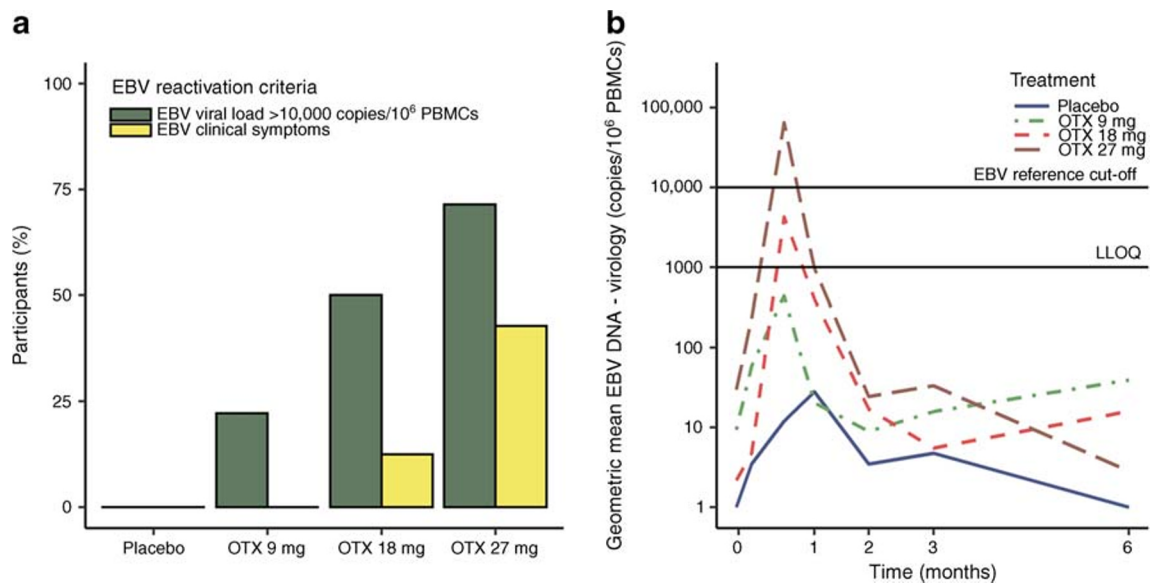 a
EBV reactivation criteria
EBV viral load >10,000 copies/10⁶ PBMCs
EBV clinical symptoms
Participants (%)
100
75
50
25
0
Placebo
OTX 9 mg
OTX 18 mg
OTX 27 mg
b
Geometric mean EBV DNA - virology (copies/10⁶ PBMCs)
Treatment
Placebo
OTX 9 mg
OTX 18 mg
OTX 27 mg
EBV reference cut-off
LLOQ
100,000
10,000
1000
100
10
1
0
1
2
3
6
Time (months)